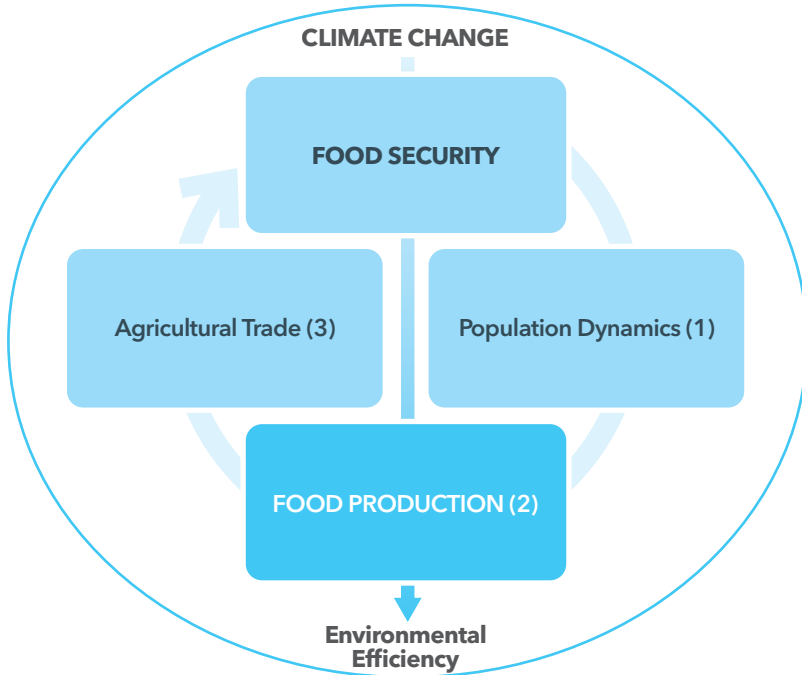 CLIMATE CHANGE
FOOD SECURITY
Agricultural Trade (3)
Population Dynamics (1)
FOOD PRODUCTION (2)
Environmental
Efficiency